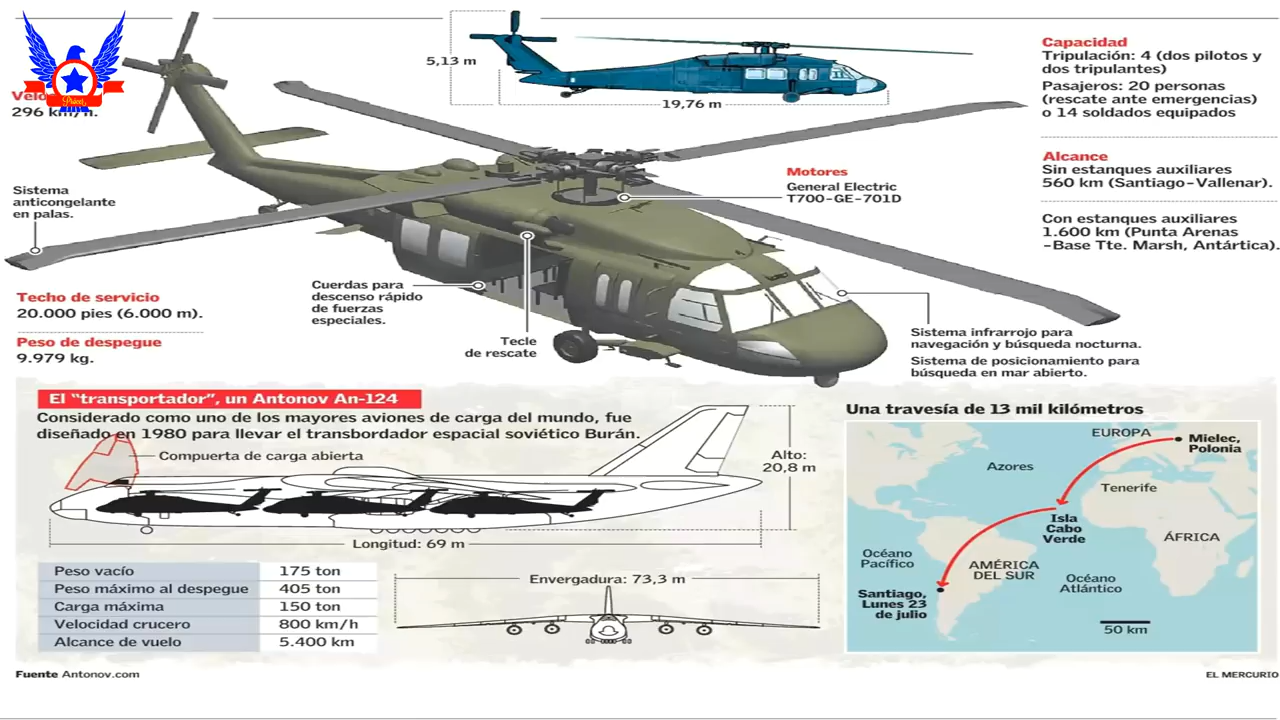 5,13 m
19,76 m
296 km/h.
Capacidad
Tripulación: 4 (dos pilotos y
dos tripulantes)
Pasajeros: 20 personas
(rescate ante emergencias)
o 14 soldados equipados
Alcance
Sin estanques auxiliares
560 km (Santiago-Vallenar).
Con estanques auxiliares
1.600 km (Punta Arenas
-Base Tte. Marsh, Antártica).
Motores
General Electric
T700-GE-701D
Sistema
anticongelante
en palas.
Techo de servicio
20.000 pies (6.000 m).
Peso de despegue
9.979 kg.
Cuerdas para
descenso rápido
de fuerzas
especiales.
Tecle
de rescate
Sistema infrarrojo para
navegación y búsqueda nocturna.
Sistema de posicionamiento para
búsqueda en mar abierto.
El “transportador”, un Antonov An-124
Considerado como uno de los mayores aviones de carga del mundo, fue
diseñado en 1980 para llevar el transbordador espacial soviético Burán.
Compuerta de carga abierta
Alto:
20,8 m
Longitud: 69 m
Peso vacío 175 ton
Peso máximo al despegue 405 ton
Carga máxima 150 ton
Velocidad crucero 800 km/h
Alcance de vuelo 5.400 km
Envergadura: 73,3 m
Una travesía de 13 mil kilómetros
EUROPA
Mielec,
Polonia
Azores
Tenerife
Isla
Cabo
Verde
ÁFRICA
Océano
Pacífico
AMÉRICA
DEL SUR
Océano
Atlántico
Santiago,
Lunes 23
de julio
50 km
Fuente Antonov.com
EL MERCURIO